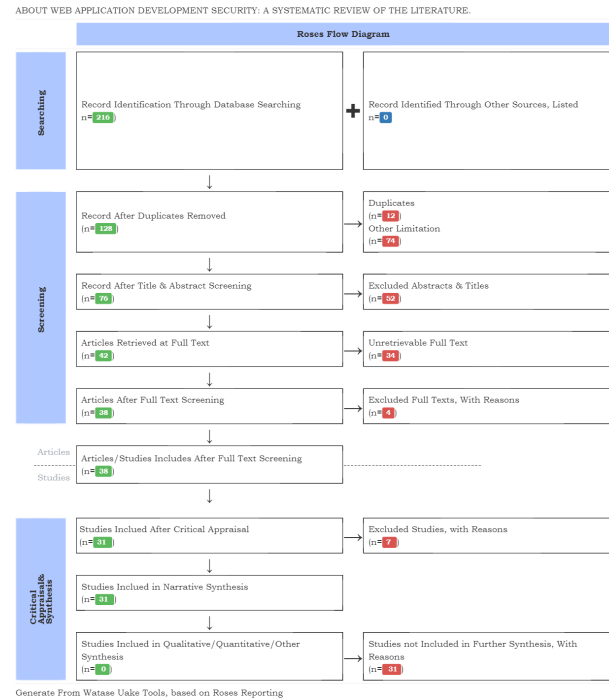 ABOUT WEB APPLICATION DEVELOPMENT SECURITY: A SYSTEMATIC REVIEW OF THE LITERATURE.
Roses Flow Diagram
Searching
Record Identification Through Database Searching
n= 216)
+
Record Identified Through Other Sources, Listed
n= 0
Screening
Record After Duplicates Removed
(n= 128)
Duplicates
(n= 12)
Other Limitation
(n= 74)
Record After Title & Abstract Screening
(n= 76)
Excluded Abstracts & Titles
(n= 52)
Articles Retrieved at Full Text
(n= 42)
Unretrievable Full Text
(n= 34)
Articles After Full Text Screening
(n= 38)
Excluded Full Texts, With Reasons
(n= 4)
Articles
Studies
Articles/Studies Includes After Full Text Screening
(n= 38)
Critical
Appraisal&
Synthesis
Studies Inclued After Critical Appraisal
(n= 31)
Excluded Studies, with Reasons
(n= 7)
Studies Inclued in Narrative Synthesis
(n= 31)
Studies Inclued in Qualitative/Quantitative/Other
Synthesis
(n= 0)
Studies not Included in Further Synthesis, With
Reasons
(n= 31)
Generate From Watase Uake Tools, based on Roses Reporting